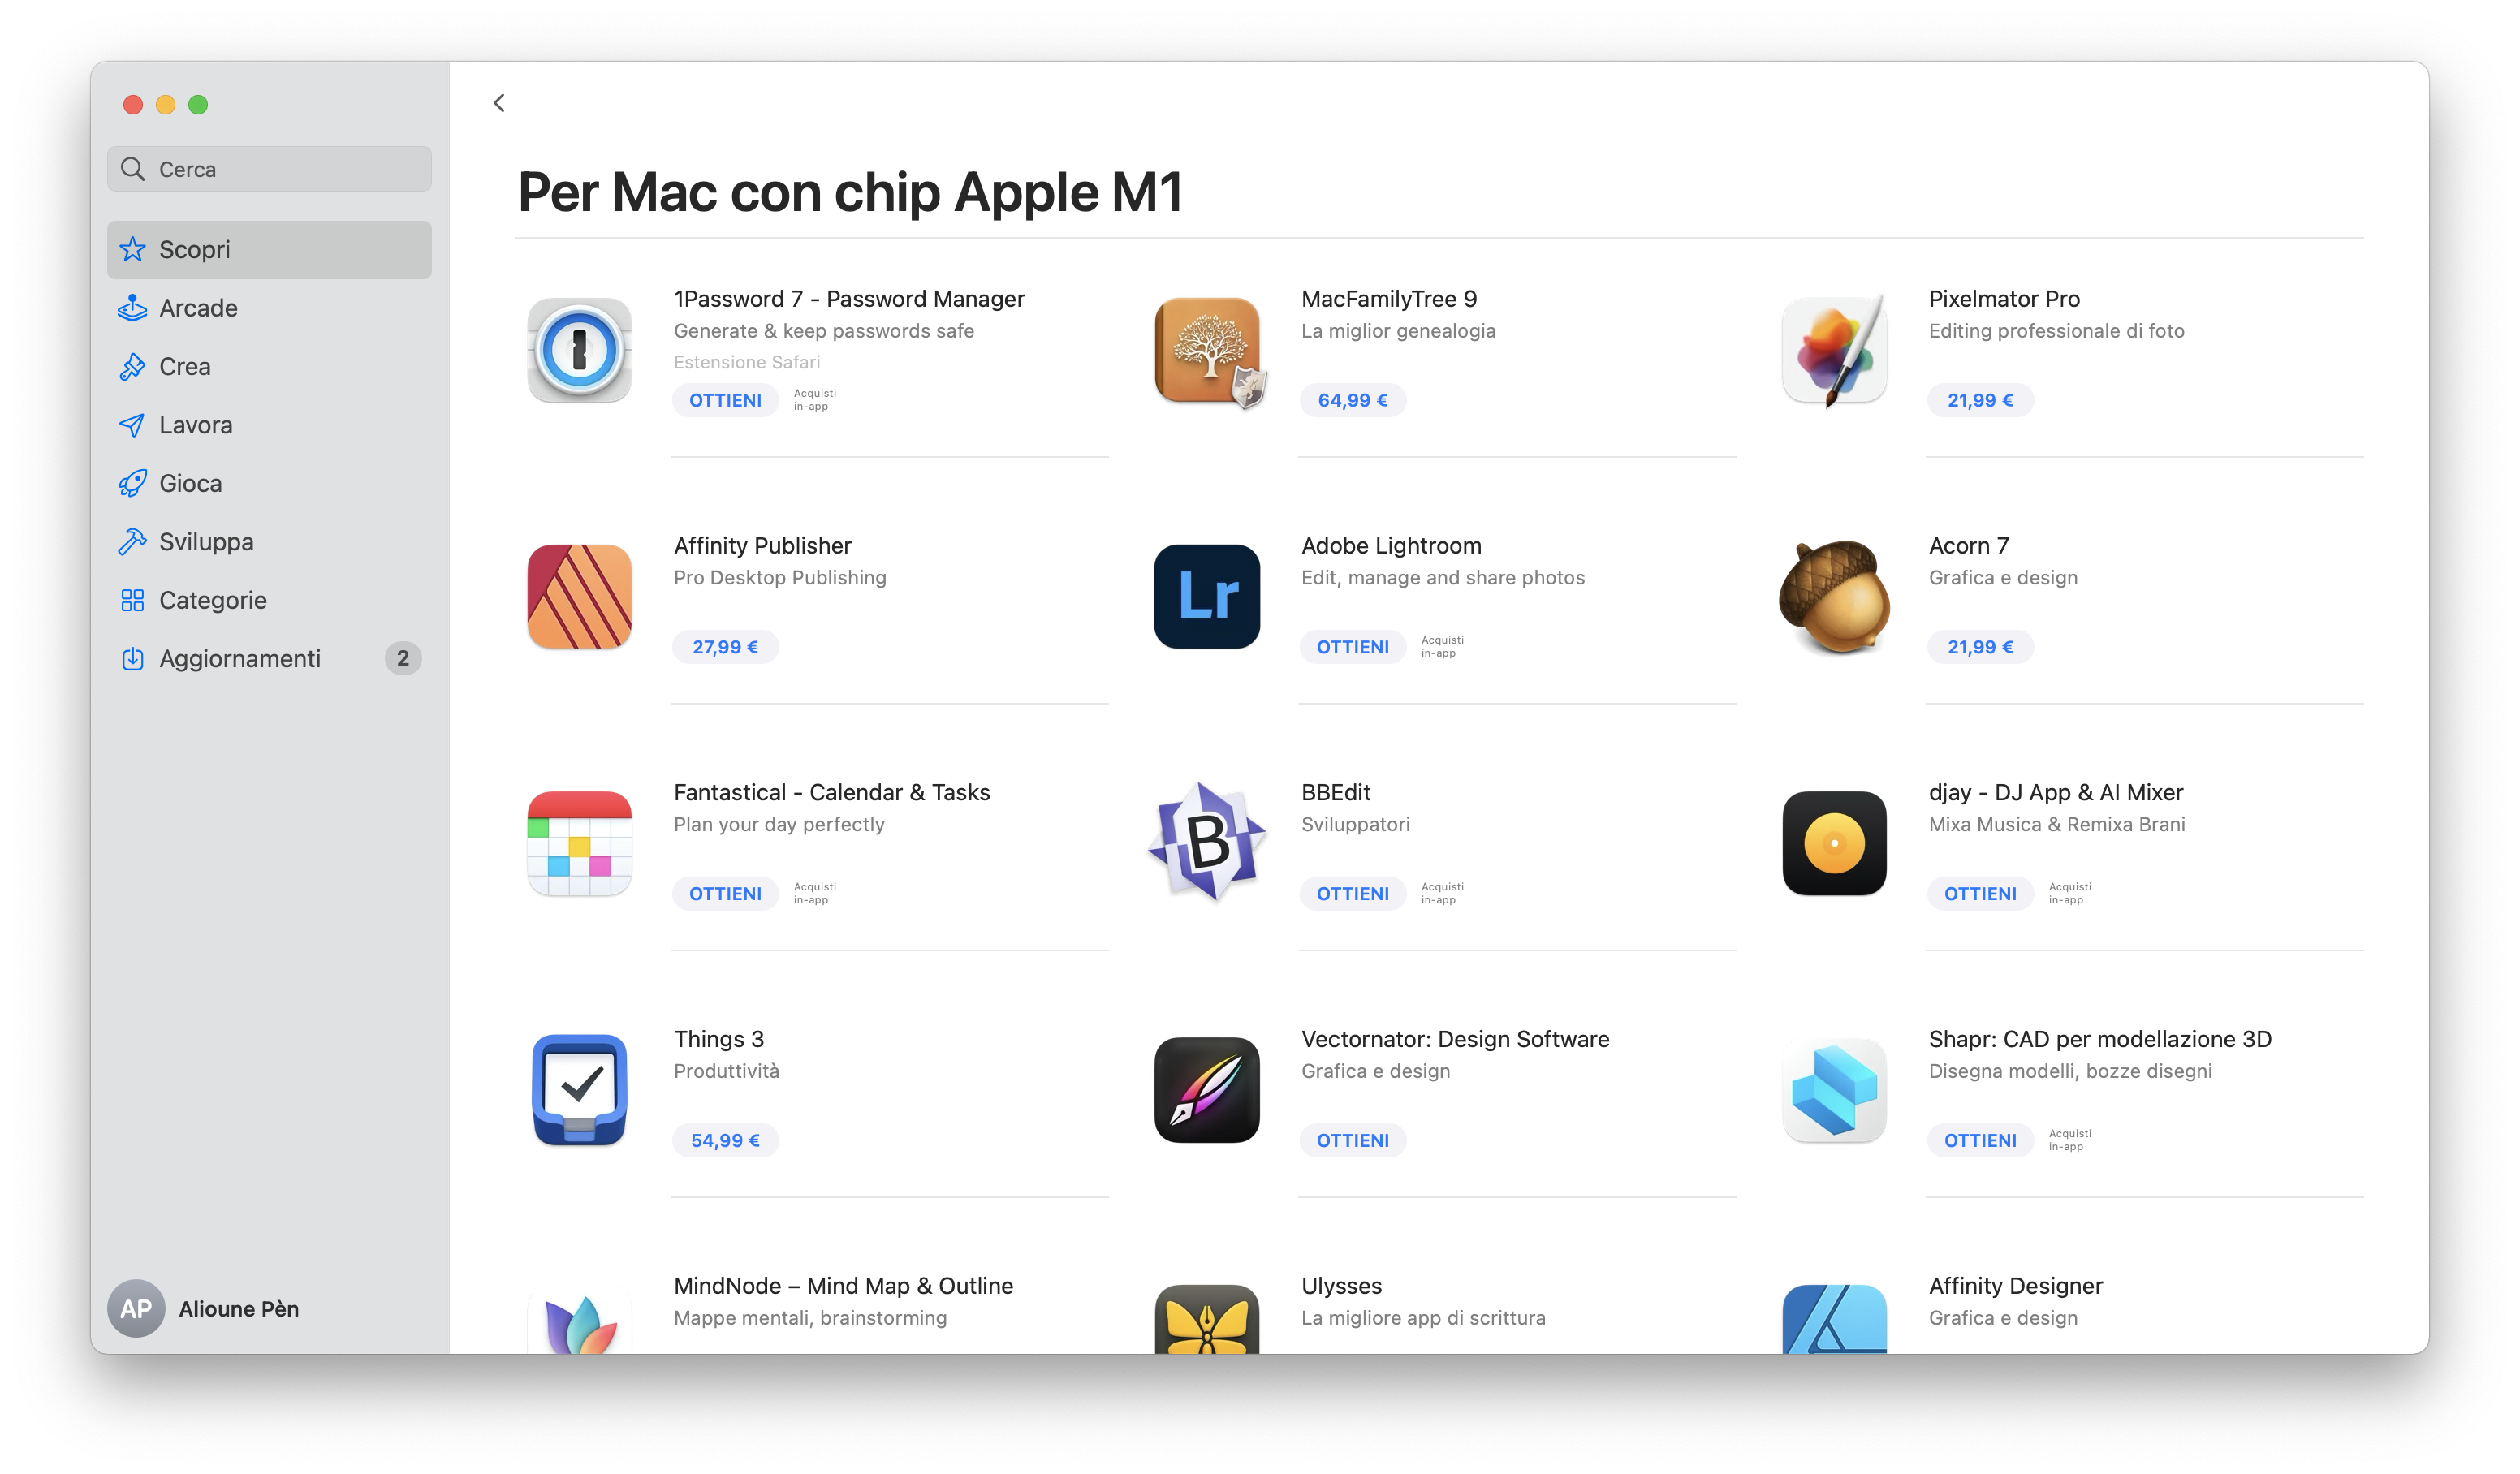 Cerca
Scopri
Arcade
Crea
Lavora
Gioca
Sviluppa
Categorie
Aggiornamenti 2
AP Alioune Pèn
Per Mac con chip Apple M1
1Password 7 - Password Manager
Generate & keep passwords safe
Estensione Safari
OTTIENI
Acquisti
in-app
MacFamilyTree 9
La miglior genealogia
64,99 €
Pixelmator Pro
Editing professionale di foto
21,99 €
Affinity Publisher
Pro Desktop Publishing
27,99 €
Lr
Adobe Lightroom
Edit, manage and share photos
OTTIENI
Acquisti
in-app
Acorn 7
Grafica e design
21,99 €
Fantastical - Calendar & Tasks
Plan your day perfectly
OTTIENI
Acquisti
in-app
B
BBEdit
Sviluppatori
OTTIENI
Acquisti
in-app
djay - DJ App & AI Mixer
Mixa Musica & Remixa Brani
OTTIENI
Acquisti
in-app
Things 3
Produttività
54,99 €
Vectornator: Design Software
Grafica e design
OTTIENI
Shapr: CAD per modellazione 3D
Disegna modelli, bozze disegni
OTTIENI
Acquisti
in-app
MindNode – Mind Map & Outline
Mappe mentali, brainstorming
Ulysses
La migliore app di scrittura
Affinity Designer
Grafica e design